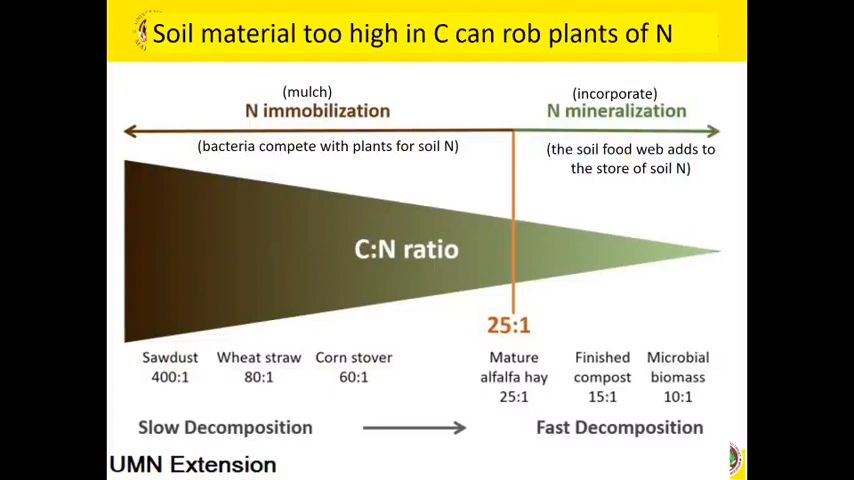 Soil material too high in C can rob plants of N
(mulch)
N immobilization
(incorporate)
N mineralization
(bacteria compete with plants for soil N)
(the soil food web adds to
the store of soil N)
C:N ratio
25:1
Sawdust
400:1
Wheat straw
80:1
Corn stover
60:1
Mature
alfalfa hay
25:1
Finished
compost
15:1
Microbial
biomass
10:1
Slow Decomposition
Fast Decomposition
UMN Extension